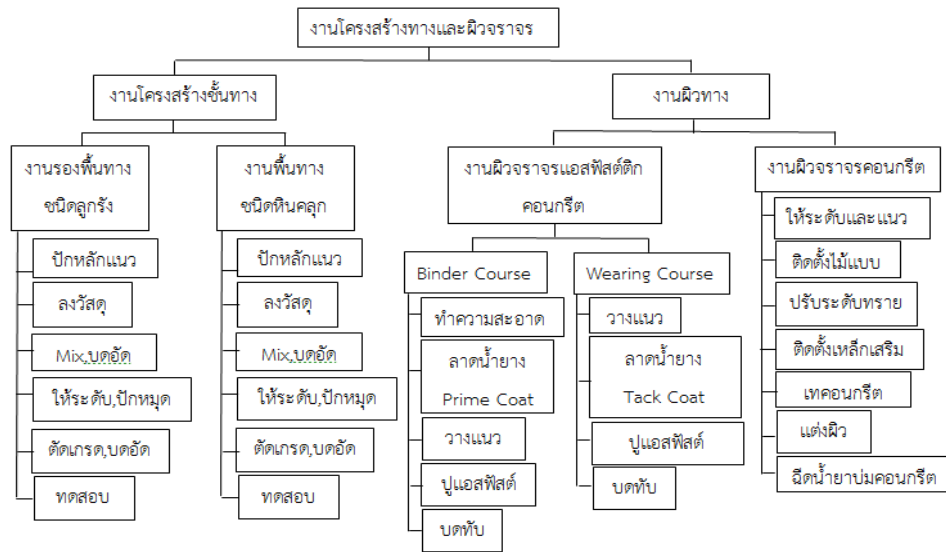 งานโครงสร้างทางและผิวจราจร
งานโครงสร้างชั้นทาง
งานผิวทาง
งานรองพื้นทาง
ชนิดลูกรัง
ปักหลักแนว
ลงวัสดุ
Mix,บดอัด
ให้ระดับ,ปักหมุด
ตัดเกรด,บดอัด
ทดสอบ
งานพื้นทาง
ชนิดหินคลุก
ปักหลักแนว
ลงวัสดุ
Mix,บดอัด
ให้ระดับ,ปักหมุด
ตัดเกรด,บดอัด
ทดสอบ
งานผิวจราจรแอสฟัสต์ติก
คอนกรีต
Binder Course
ทำความสะอาด
ลาดน้ำยาง
Prime Coat
วางแนว
ปูแอสฟัสต์
บดทับ
Wearing Course
วางแนว
ลาดน้ำยาง
Tack Coat
ปูแอสฟัสต์
บดทับ
งานผิวจราจรคอนกรีต
ให้ระดับและแนว
ติดตั้งไม้แบบ
ปรับระดับทราย
ติดตั้งเหล็กเสริม
เทคอนกรีต
แต่งผิว
ฉีดน้ำยาบ่มคอนกรีต